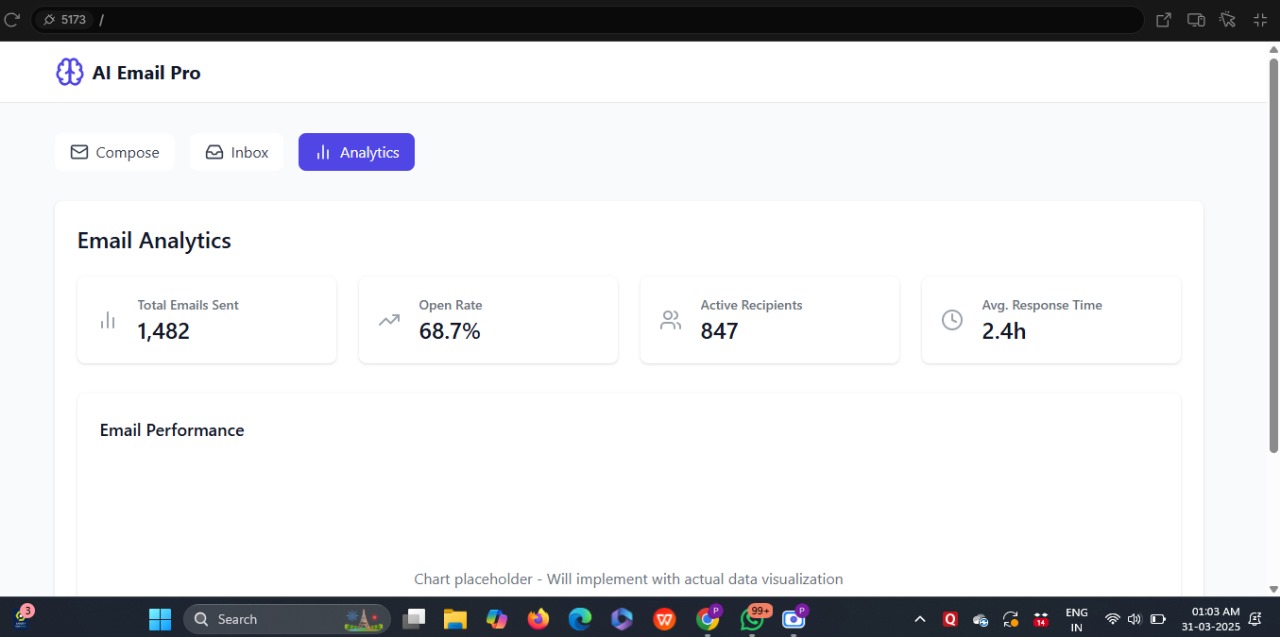 5173 /
AI Email Pro
Compose
Inbox
Analytics
Email Analytics
Total Emails Sent
1,482
Open Rate
68.7%
Active Recipients
847
Avg. Response Time
2.4h
Email Performance
Chart placeholder - Will implement with actual data visualization
3
Search
P
99+
P
Q
14
ENG
IN
01:03 AM
31-03-2025